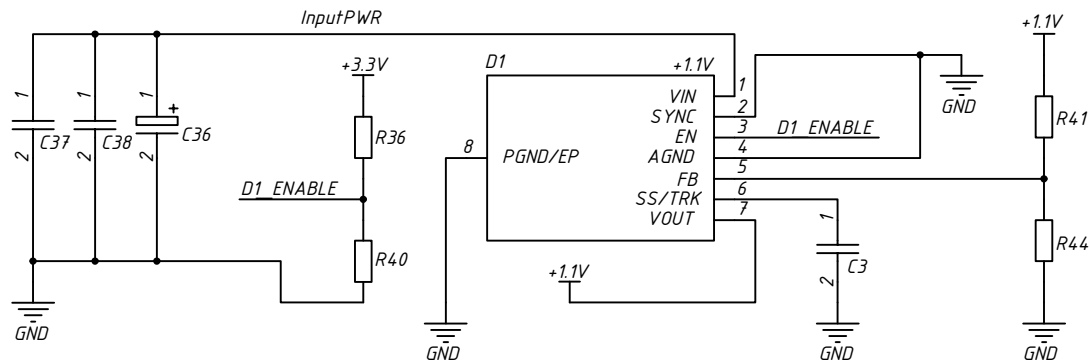 InputPWR
+1.1V
+3.3V
D1
+1.1V
1
1
1
+
VIN
1
SYNC
2
GND
R41
2
C37
2
C38
2
C36
R36
EN
3
D1_ENABLE
8
PGND/EP
AGND
4
FB
5
D1_ENABLE
SS/TRK
6
VOUT
7
1
R40
C3
R44
+1.1V
2
GND
GND
GND
GND